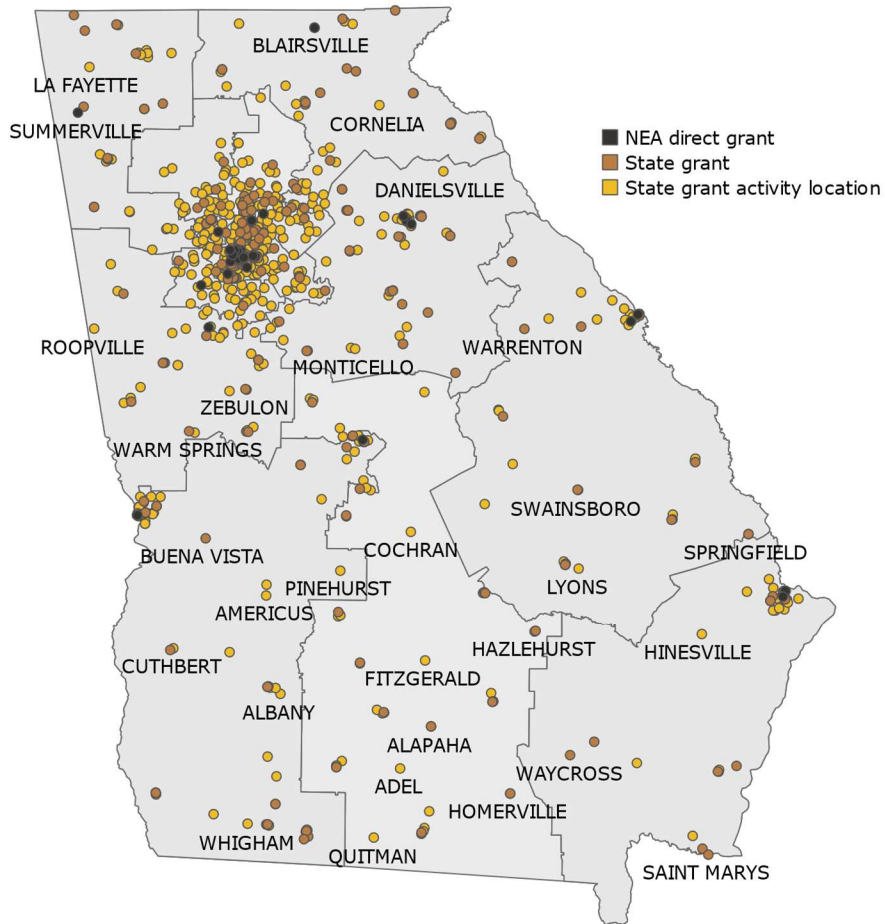 BLAIRSVILLE
LA FAYETTE
SUMMERVILLE
CORNELIA
NEA direct grant
State grant
State grant activity location
DANIELSVILLE
ROOPVILLE
WARRENTON
MONTICELLO
ZEBULON
WARM SPRINGS
SWAINSBORO
BUENA VISTA
COCHRAN
SPRINGFIELD
PINEHURST
LYONS
AMERICUS
HAZLEHURST
HINESVILLE
CUTHBERT
FITZGERALD
ALBANY
ALAPAHA
WAYCROSS
ADEL
HOMERVILLE
WHIGHAM
QUITMAN
SAINT MARYS